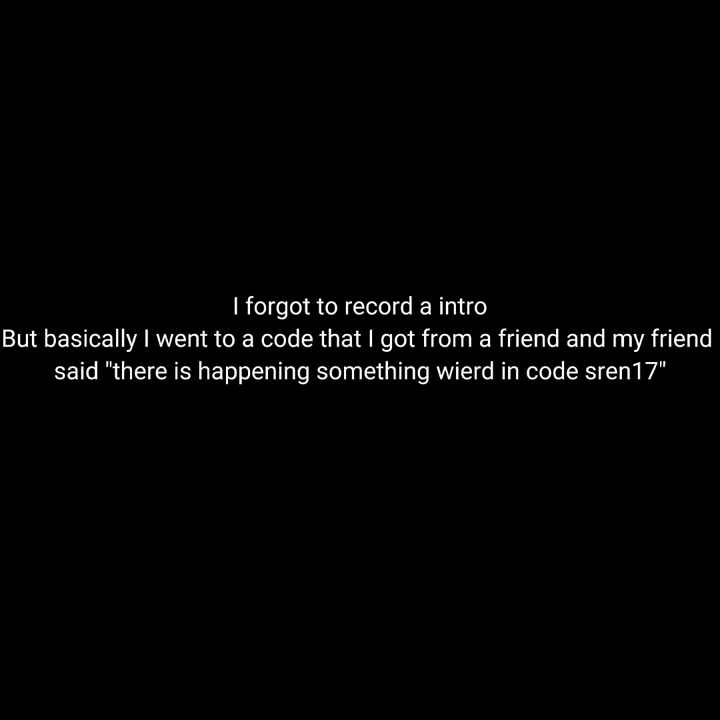 I forgot to record a intro
But basically I went to a code that I got from a friend and my friend
said "there is happening something wierd in code sren17"